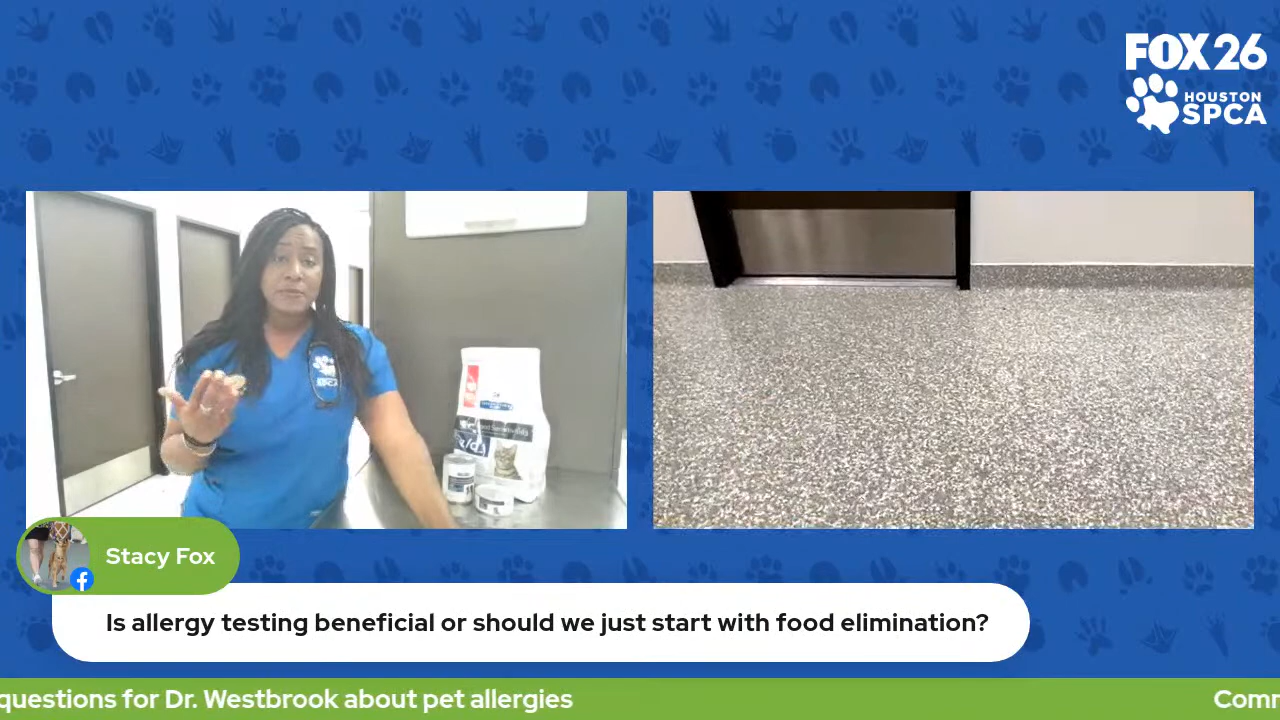 FOX 26
HOUSTON
SPCA
SPCA
z/d
Stacy Fox
Is allergy testing beneficial or should we just start with food elimination?
questions for Dr. Westbrook about pet allergies
Comm